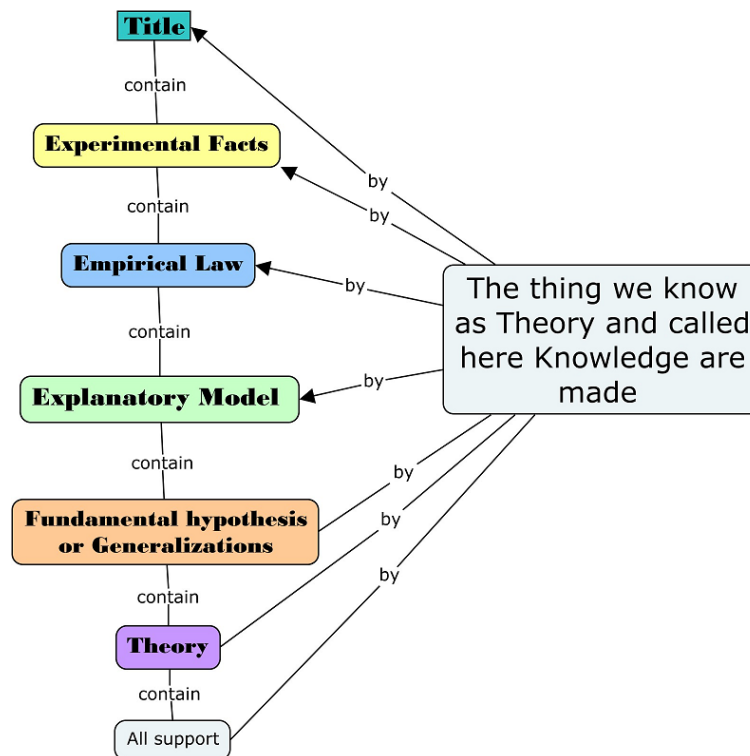 Title
contain
Experimental Facts
by
contain
by
Empirical Law
by
The thing we know
as Theory and called
here Knowledge are
made
contain
by
Explanatory Model
contain
by
Fundamental hypothesis
or Generalizations
by
contain
by
Theory
contain
All support